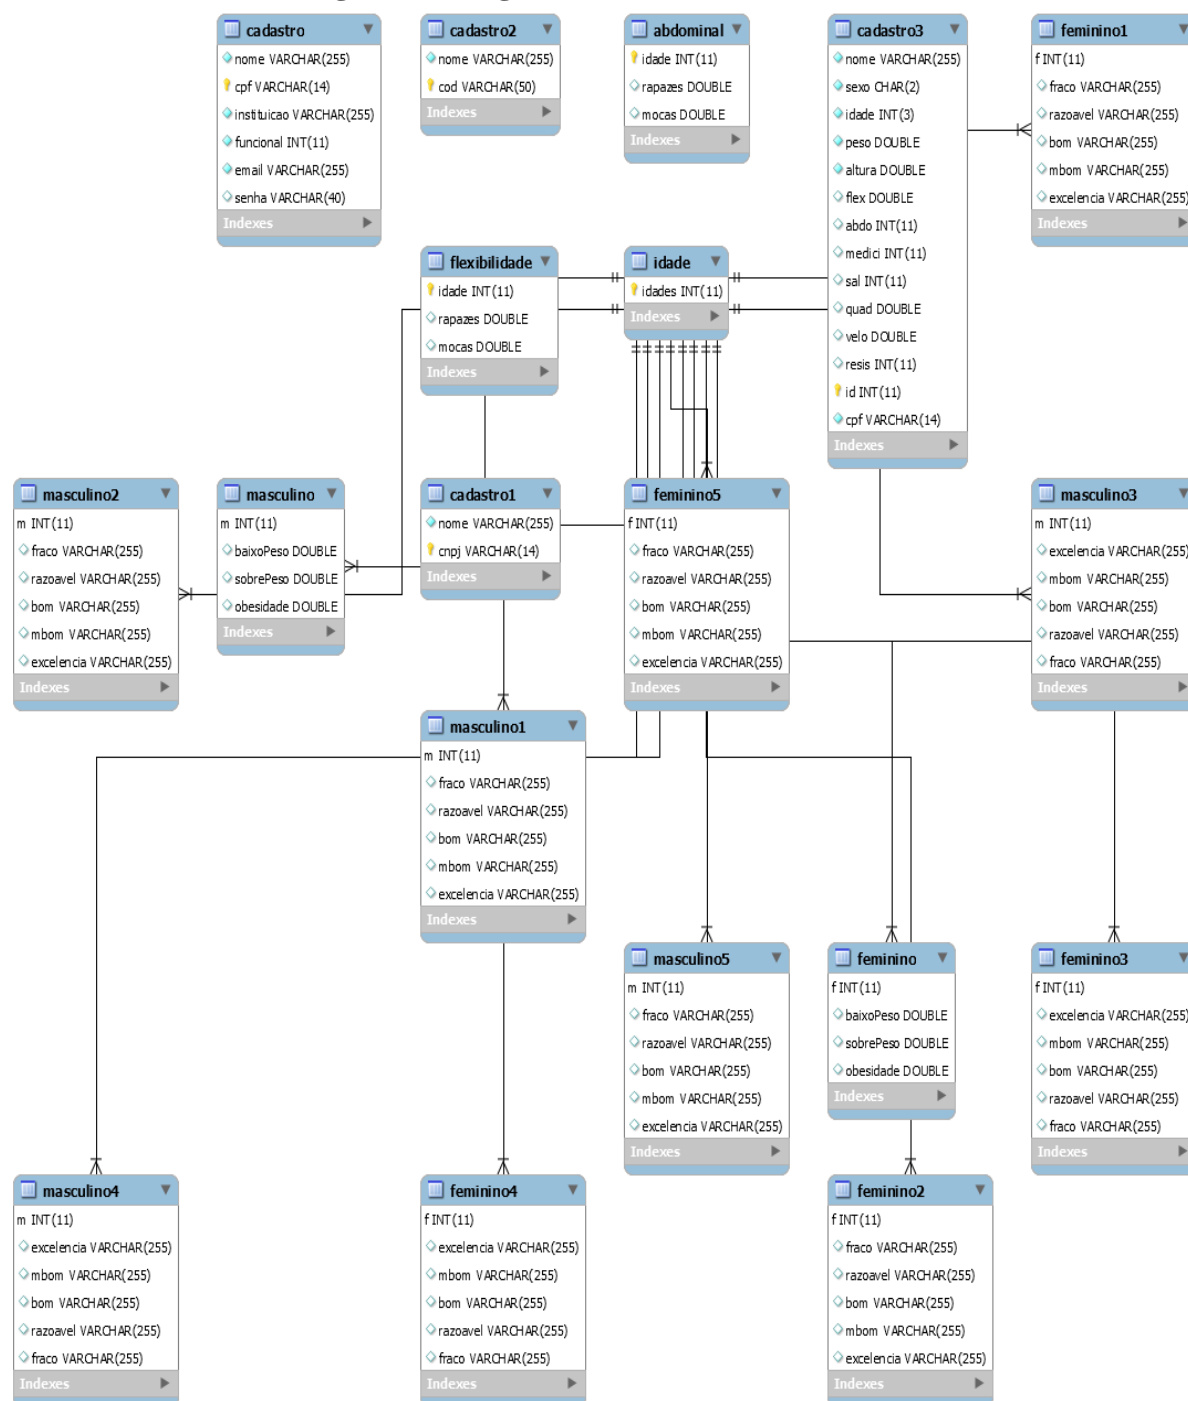 cadastro
nome VARCHAR(255)
cpf VARCHAR(14)
instituicao VARCHAR(255)
funcional INT(11)
email VARCHAR(255)
senha VARCHAR(40)
Indexes
cadastro2
nome VARCHAR(255)
cod VARCHAR(50)
Indexes
abdominal
idade INT(11)
rapazes DOUBLE
mocas DOUBLE
Indexes
cadastro3
nome VARCHAR(255)
sexo CHAR(2)
idade INT(3)
peso DOUBLE
altura DOUBLE
flex DOUBLE
abdo INT(11)
medici INT(11)
sal INT(11)
quad DOUBLE
velo DOUBLE
resis INT(11)
id INT(11)
cpf VARCHAR(14)
Indexes
feminino1
f INT(11)
fraco VARCHAR(255)
razoavel VARCHAR(255)
bom VARCHAR(255)
mbom VARCHAR(255)
excelencia VARCHAR(255)
Indexes
flexibilidade
idade INT(11)
rapazes DOUBLE
mocas DOUBLE
Indexes
idade
idades INT(11)
Indexes
masculino2
m INT(11)
fraco VARCHAR(255)
razoavel VARCHAR(255)
bom VARCHAR(255)
mbom VARCHAR(255)
excelencia VARCHAR(255)
Indexes
masculino
m INT(11)
baixoPeso DOUBLE
sobrePeso DOUBLE
obesidade DOUBLE
Indexes
cadastro1
nome VARCHAR(255)
cnpj VARCHAR(14)
Indexes
feminino5
f INT(11)
fraco VARCHAR(255)
razoavel VARCHAR(255)
bom VARCHAR(255)
mbom VARCHAR(255)
excelencia VARCHAR(255)
Indexes
masculino3
m INT(11)
excelencia VARCHAR(255)
mbom VARCHAR(255)
bom VARCHAR(255)
razoavel VARCHAR(255)
fraco VARCHAR(255)
Indexes
masculino1
m INT(11)
fraco VARCHAR(255)
razoavel VARCHAR(255)
bom VARCHAR(255)
mbom VARCHAR(255)
excelencia VARCHAR(255)
Indexes
masculino5
m INT(11)
fraco VARCHAR(255)
razoavel VARCHAR(255)
bom VARCHAR(255)
mbom VARCHAR(255)
excelencia VARCHAR(255)
Indexes
feminino
f INT(11)
baixoPeso DOUBLE
sobrePeso DOUBLE
obesidade DOUBLE
Indexes
feminino3
f INT(11)
excelencia VARCHAR(255)
mbom VARCHAR(255)
bom VARCHAR(255)
razoavel VARCHAR(255)
fraco VARCHAR(255)
Indexes
masculino4
m INT(11)
excelencia VARCHAR(255)
mbom VARCHAR(255)
bom VARCHAR(255)
razoavel VARCHAR(255)
fraco VARCHAR(255)
Indexes
feminino4
f INT(11)
excelencia VARCHAR(255)
mbom VARCHAR(255)
bom VARCHAR(255)
razoavel VARCHAR(255)
fraco VARCHAR(255)
Indexes
feminino2
f INT(11)
fraco VARCHAR(255)
razoavel VARCHAR(255)
bom VARCHAR(255)
mbom VARCHAR(255)
excelencia VARCHAR(255)
Indexes